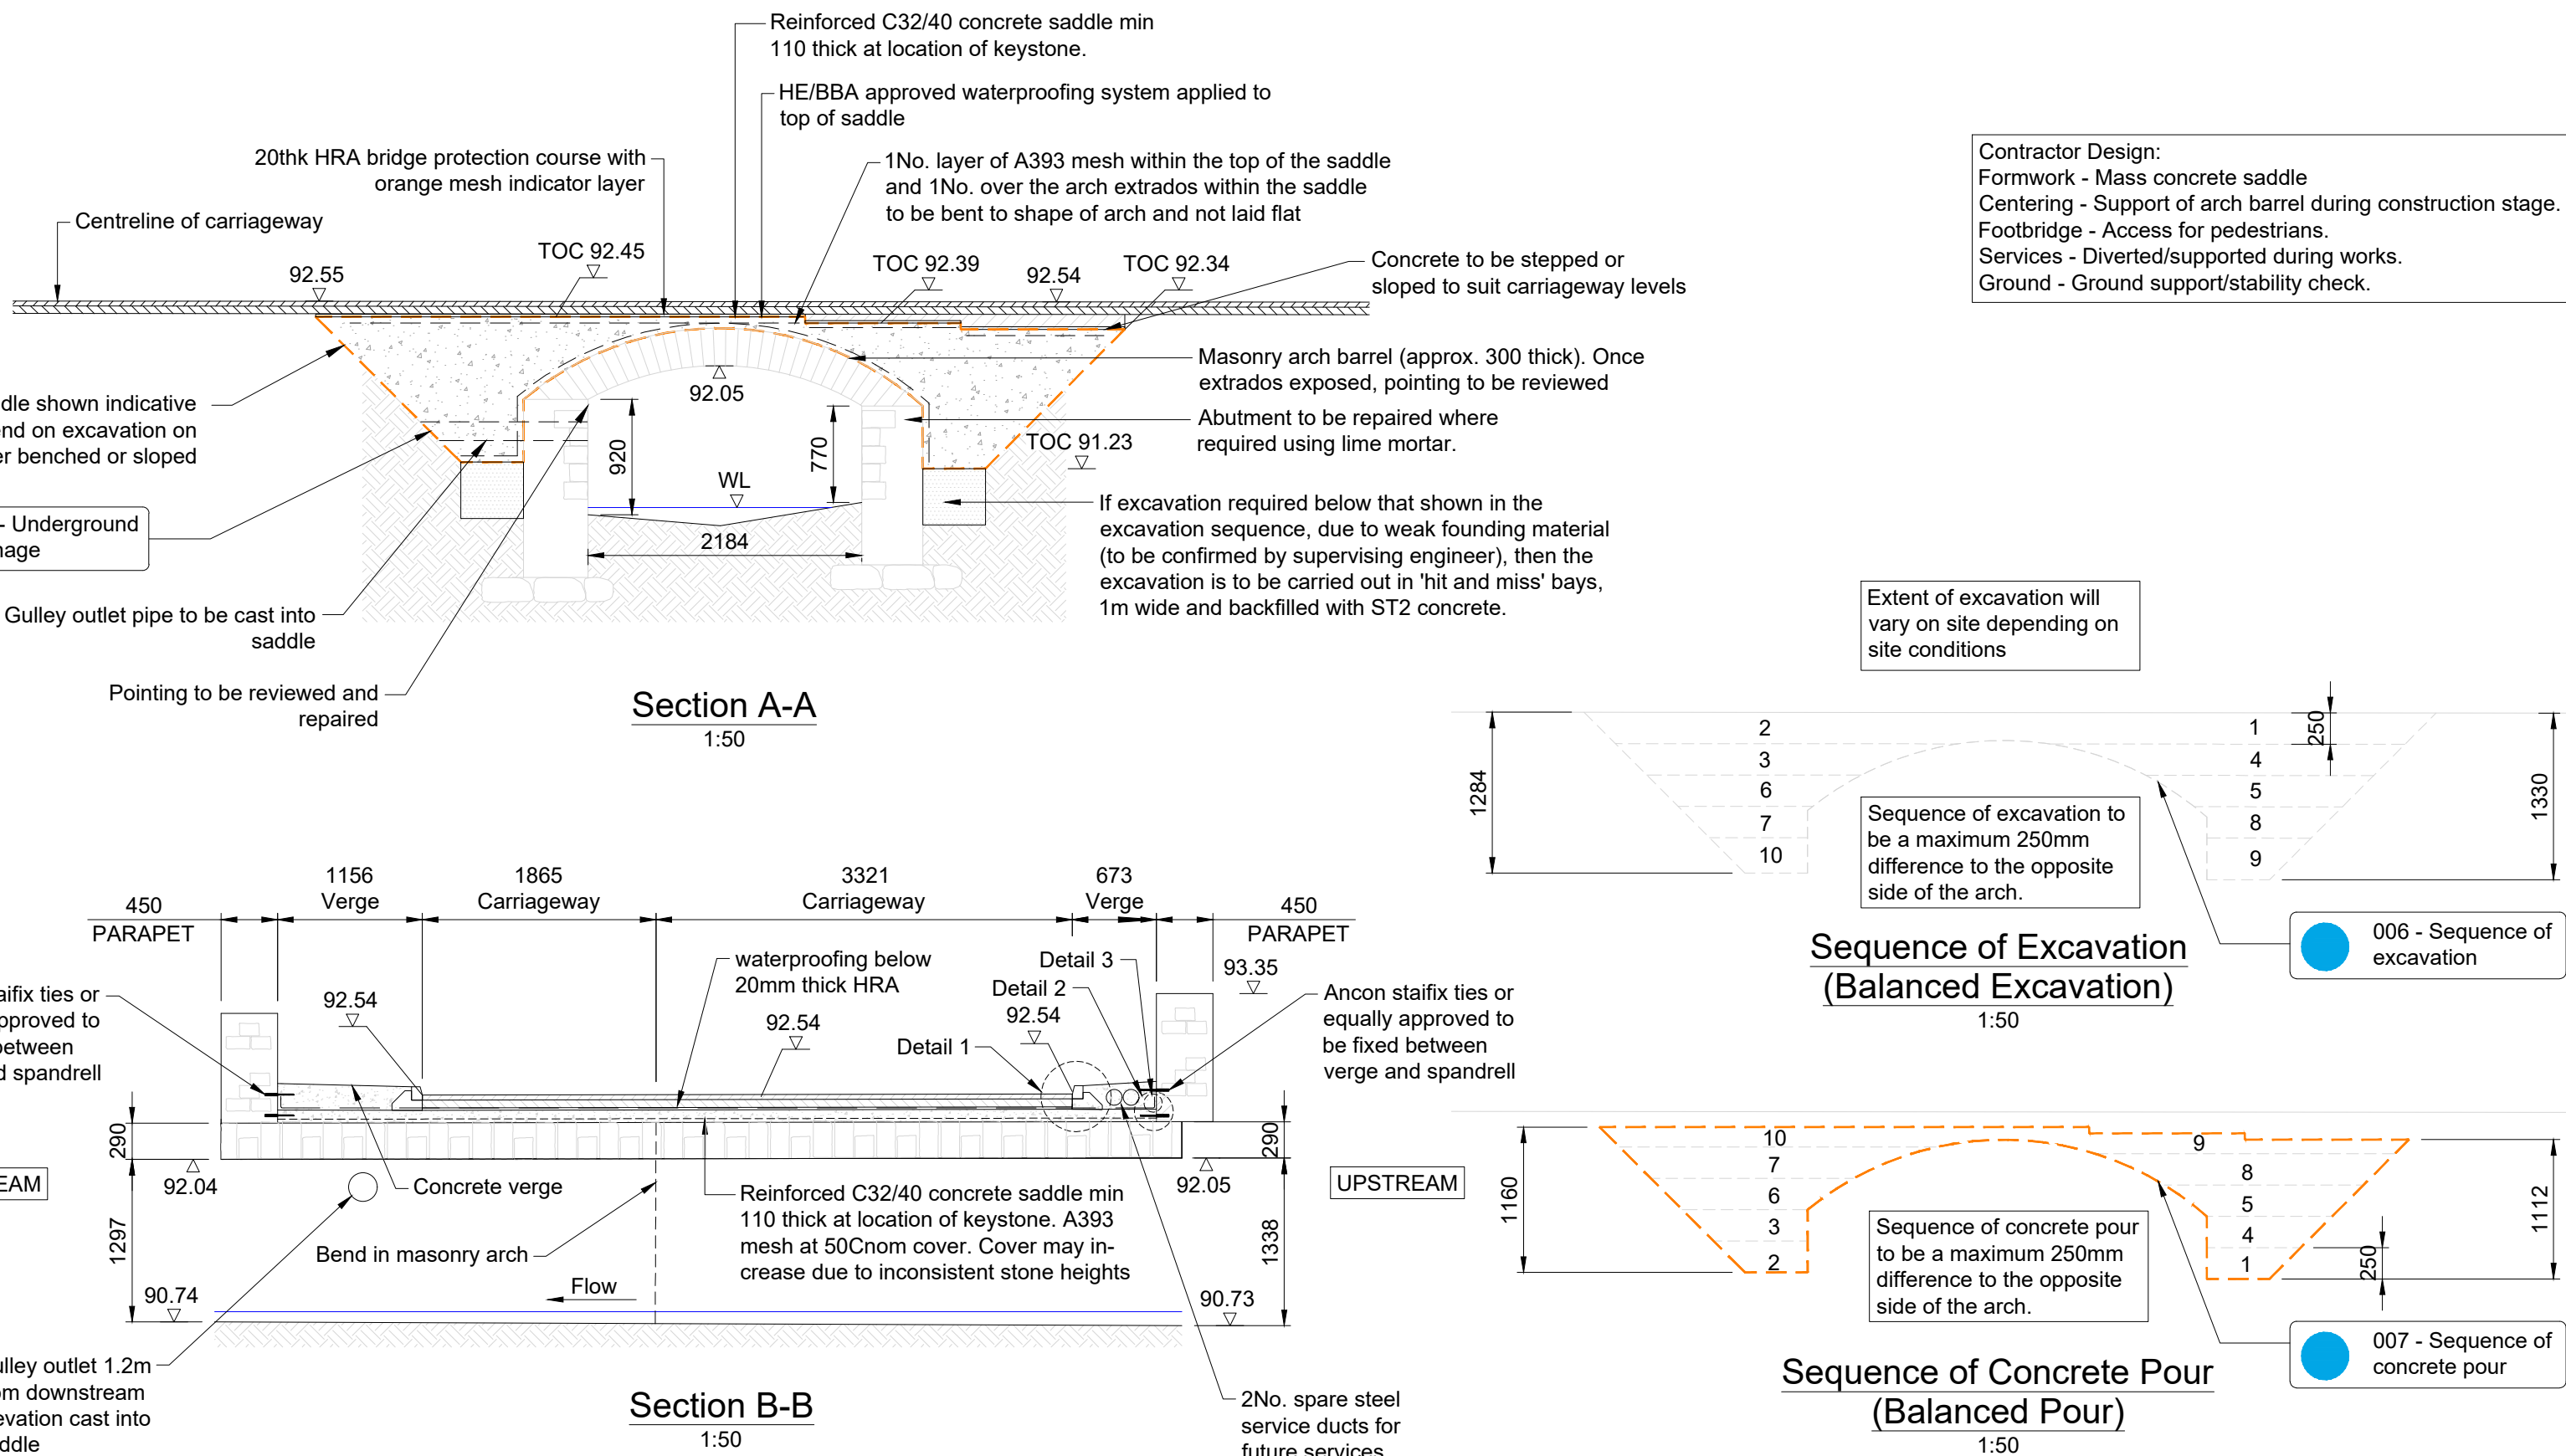 Reinforced C32/40 concrete saddle min
110 thick at location of keystone.
HE/BBA approved waterproofing system applied to
top of saddle
20thk HRA bridge protection course with
orange mesh indicator layer
1No. layer of A393 mesh within the top of the saddle
and 1No. over the arch extrados within the saddle
to be bent to shape of arch and not laid flat
Centreline of carriageway
92.55
TOC 92.45
TOC 92.39
92.54
TOC 92.34
Concrete to be stepped or
sloped to suit carriageway levels
Masonry arch barrel (approx. 300 thick). Once
extrados exposed, pointing to be reviewed
92.05
dle shown indicative
end on excavation on
er benched or sloped
Abutment to be repaired where
required using lime mortar.
TOC 91.23
920
770
WL
2184
- Underground
nage
If excavation required below that shown in the
excavation sequence, due to weak founding material
(to be confirmed by supervising engineer), then the
excavation is to be carried out in 'hit and miss' bays,
1m wide and backfilled with ST2 concrete.
Gulley outlet pipe to be cast into
saddle
Pointing to be reviewed and
repaired
Section A-A
1:50
Contractor Design:
Formwork - Mass concrete saddle
Centering - Support of arch barrel during construction stage.
Footbridge - Access for pedestrians.
Services - Diverted/supported during works.
Ground - Ground support/stability check.
Extent of excavation will
vary on site depending on
site conditions
2
1
250
3
4
6
5
7
8
10
9
1284
1330
Sequence of excavation to
be a maximum 250mm
difference to the opposite
side of the arch.
006 - Sequence of
excavation
Sequence of Excavation
(Balanced Excavation)
1:50
450
PARAPET
1156
Verge
1865
Carriageway
3321
Carriageway
673
Verge
450
PARAPET
waterproofing below
20mm thick HRA
Detail 3
Detail 2
Detail 1
93.35
92.54
92.54
92.54
aifix ties or
pproved to
between
d spandrell
Ancon staifix ties or
equally approved to
be fixed between
verge and spandrell
290
290
92.04
92.05
EAM
UPSTREAM
Concrete verge
Reinforced C32/40 concrete saddle min
110 thick at location of keystone. A393
mesh at 50Cnom cover. Cover may in-
crease due to inconsistent stone heights
Bend in masonry arch
Flow
1297
1338
90.74
90.73
ulley outlet 1.2m
om downstream
evation cast into
ddle
2No. spare steel
service ducts for
future services
Section B-B
1:50
10
9
7
8
6
5
3
4
2
1
250
1160
1112
Sequence of concrete pour
to be a maximum 250mm
difference to the opposite
side of the arch.
007 - Sequence of
concrete pour
Sequence of Concrete Pour
(Balanced Pour)
1:50